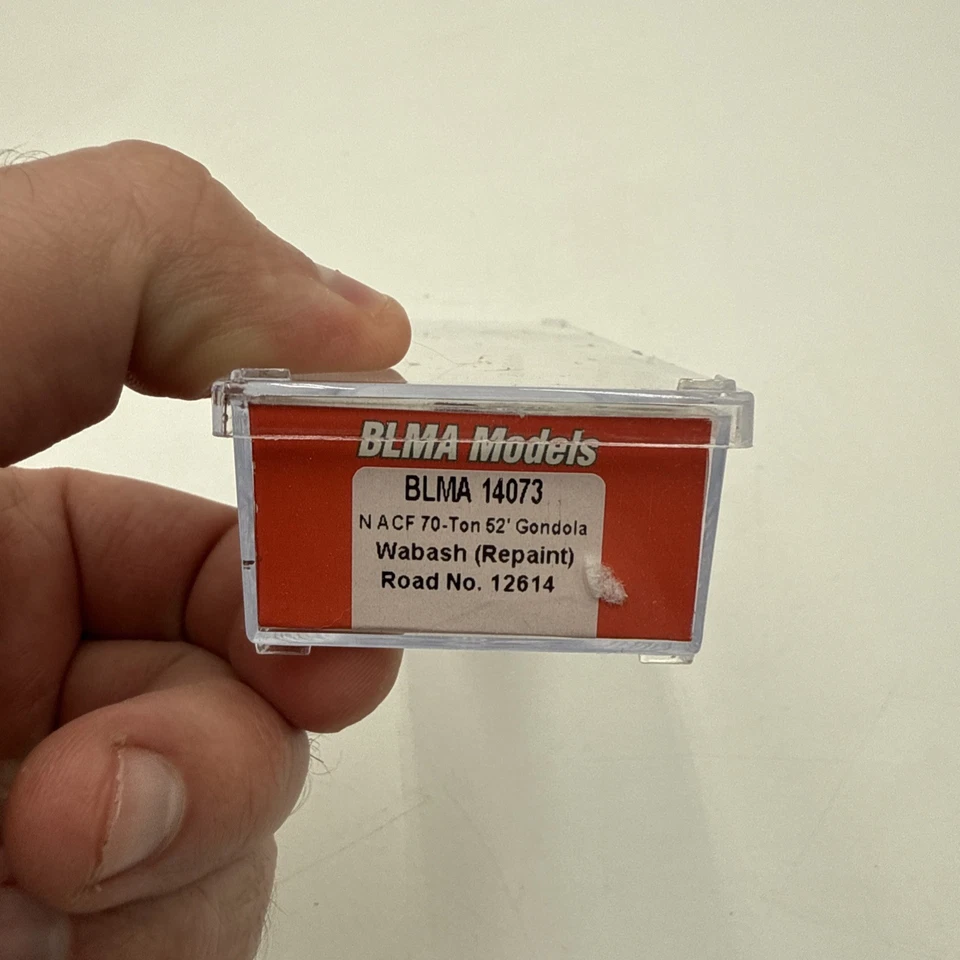 BLMA Models
BLMA 14073
N ACF 70-Ton 52' Gondola
Wabash (Repaint)
Road No. 12614